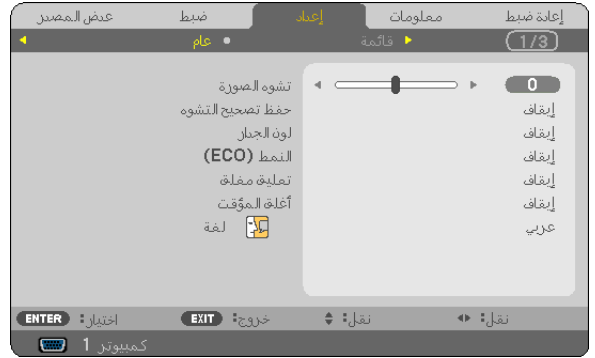 عرض المصدر ضبط إعداد معلومات إعادة ضبط
عام قائمة (1/3)
تشوه الصورة 0
حفظ تصحيح التشوه إيقاف
لون الجدار إيقاف
النمط (ECO) إيقاف
تعليق مغلق إيقاف
أغلق المؤقت إيقاف
لغة عربي
ENTER اختيار: EXIT خروج: نقل: نقل:
كمبيوتر 1